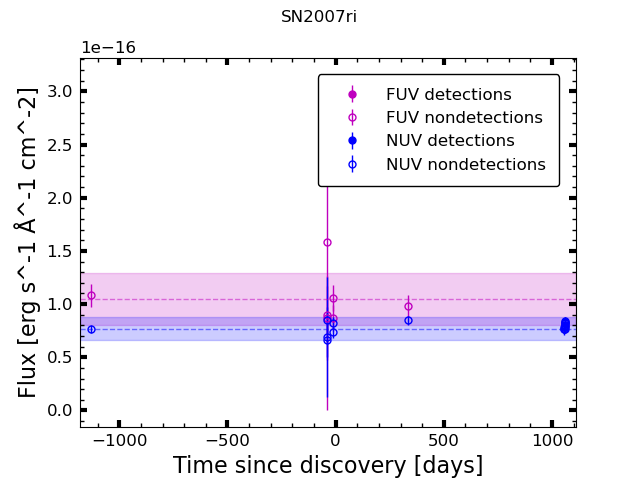 SN2007ri
1e−16
3.0
2.5
2.0
1.5
1.0
0.5
0.0
Flux [erg s^-1 Å^-1 cm^-2]
FUV detections
FUV nondetections
NUV detections
NUV nondetections
−1000
−500
0
500
1000
Time since discovery [days]